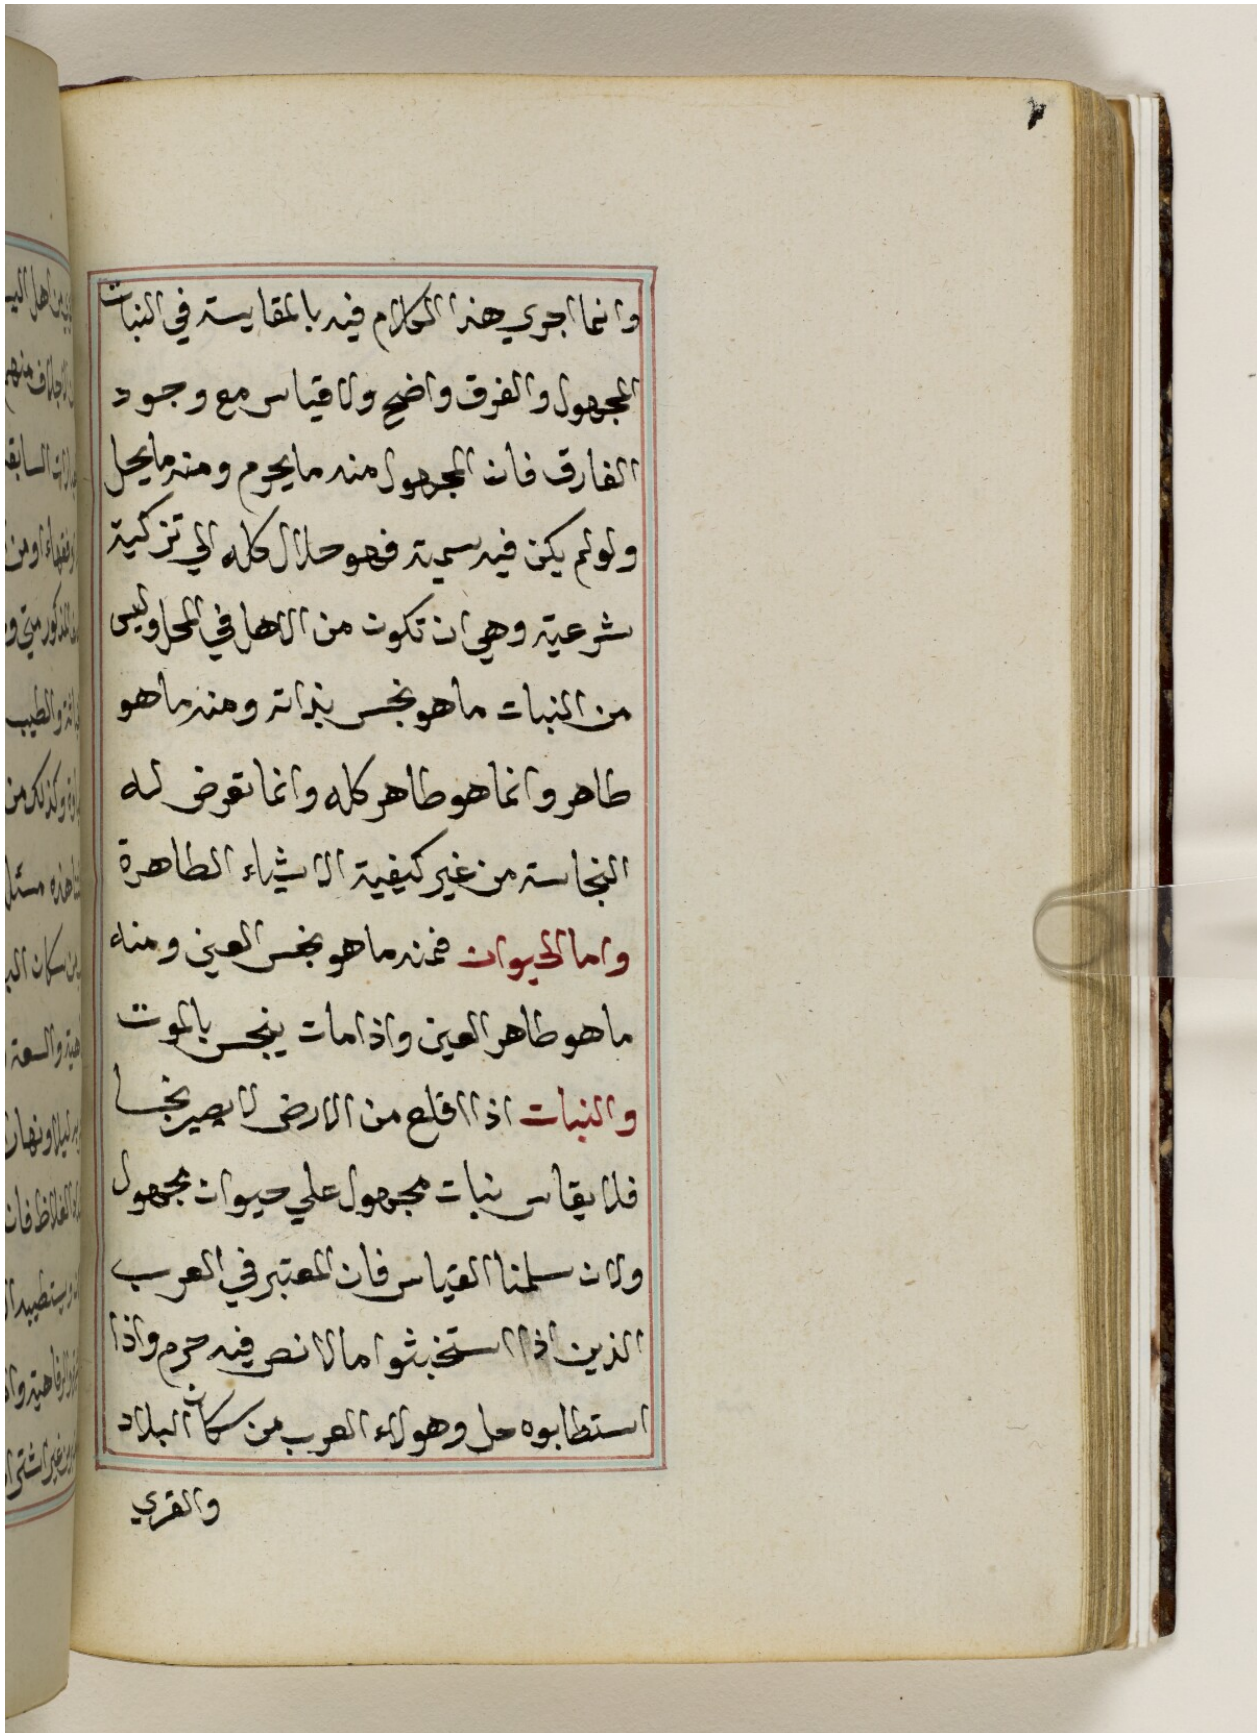 وانما اجري هذا الكلام فيه بالمقايسة في النبات
المجهول والفرق واضح ولا قياس مع وجود
الفارق فان المجهول منه ما يحرم ومنه ما يحل
ولو لم يكن فيه سمية فهو حلال كله الي تزكية
شرعية وهي ان تكون من الاهل في المحل وليس
من النبات ما هو نجس بذاته ومنه ما هو
طاهر وانما هو طاهر كله وانما تعرض له
النجاسة من غير كيفية الاشياء الطاهرة
واما الحيوان فمنه ما هو نجس العين ومنه
ما هو طاهر العين واذا مات ينجس بالموت
والنبات اذا اقلع من الارض لا يصير نجسا
فلا يقاس نبات مجهول علي حيوان مجهول
ولان سلمنا القياس فان المعتبر في العرب
الذين اذا استخبثوا ما لا نص فيه حرم واذا
استطابوه حل وهولاء العرب من سكان البلاد
والقري